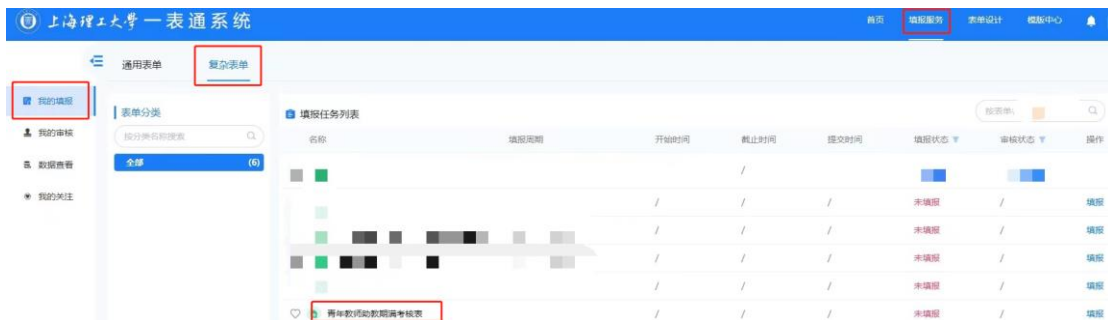 上海理工大学 一表通系统
首页 填报服务 表单设计 模版中心
通用表单 复杂表单
我的填报
我的审核
数据查看
我的关注
表单分类
按分类名称搜索
全部 (6)
填报任务列表
按表单
名称 填报周期 开始时间 截止时间 提交时间 填报状态 审核状态 操作
/
/ / / 未填报 / 填报
/ / / 未填报 / 填报
/ / / 未填报 / 填报
/ / / 未填报 / 填报
青年教师助教期满考核表 / / / 未填报 / 填报